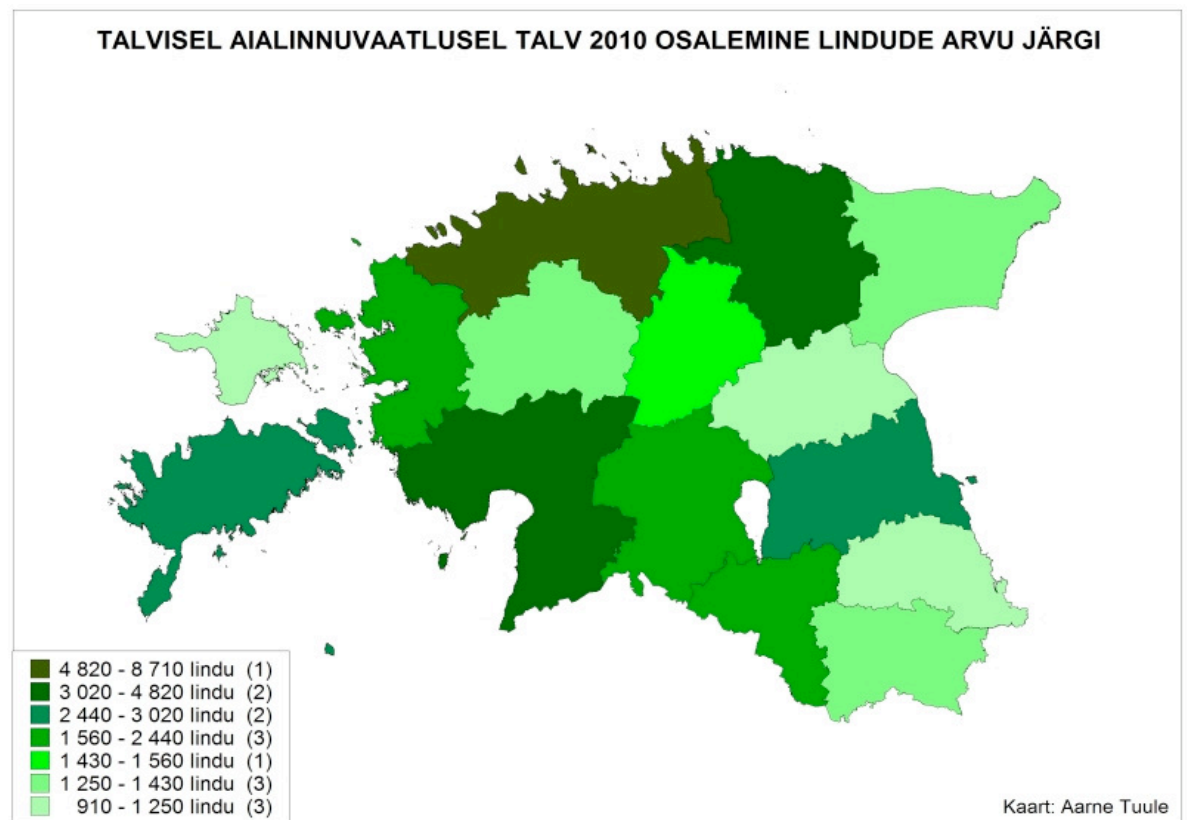 TALVISEL AIALINNUVAATLUSEL TALV 2010 OSALEMINE LINDUDE ARVU JÄRGI
4 820 - 8 710 lindu (1)
3 020 - 4 820 lindu (2)
2 440 - 3 020 lindu (2)
1 560 - 2 440 lindu (3)
1 430 - 1 560 lindu (1)
1 250 - 1 430 lindu (3)
910 - 1 250 lindu (3)
Kaart: Aarne Tuule